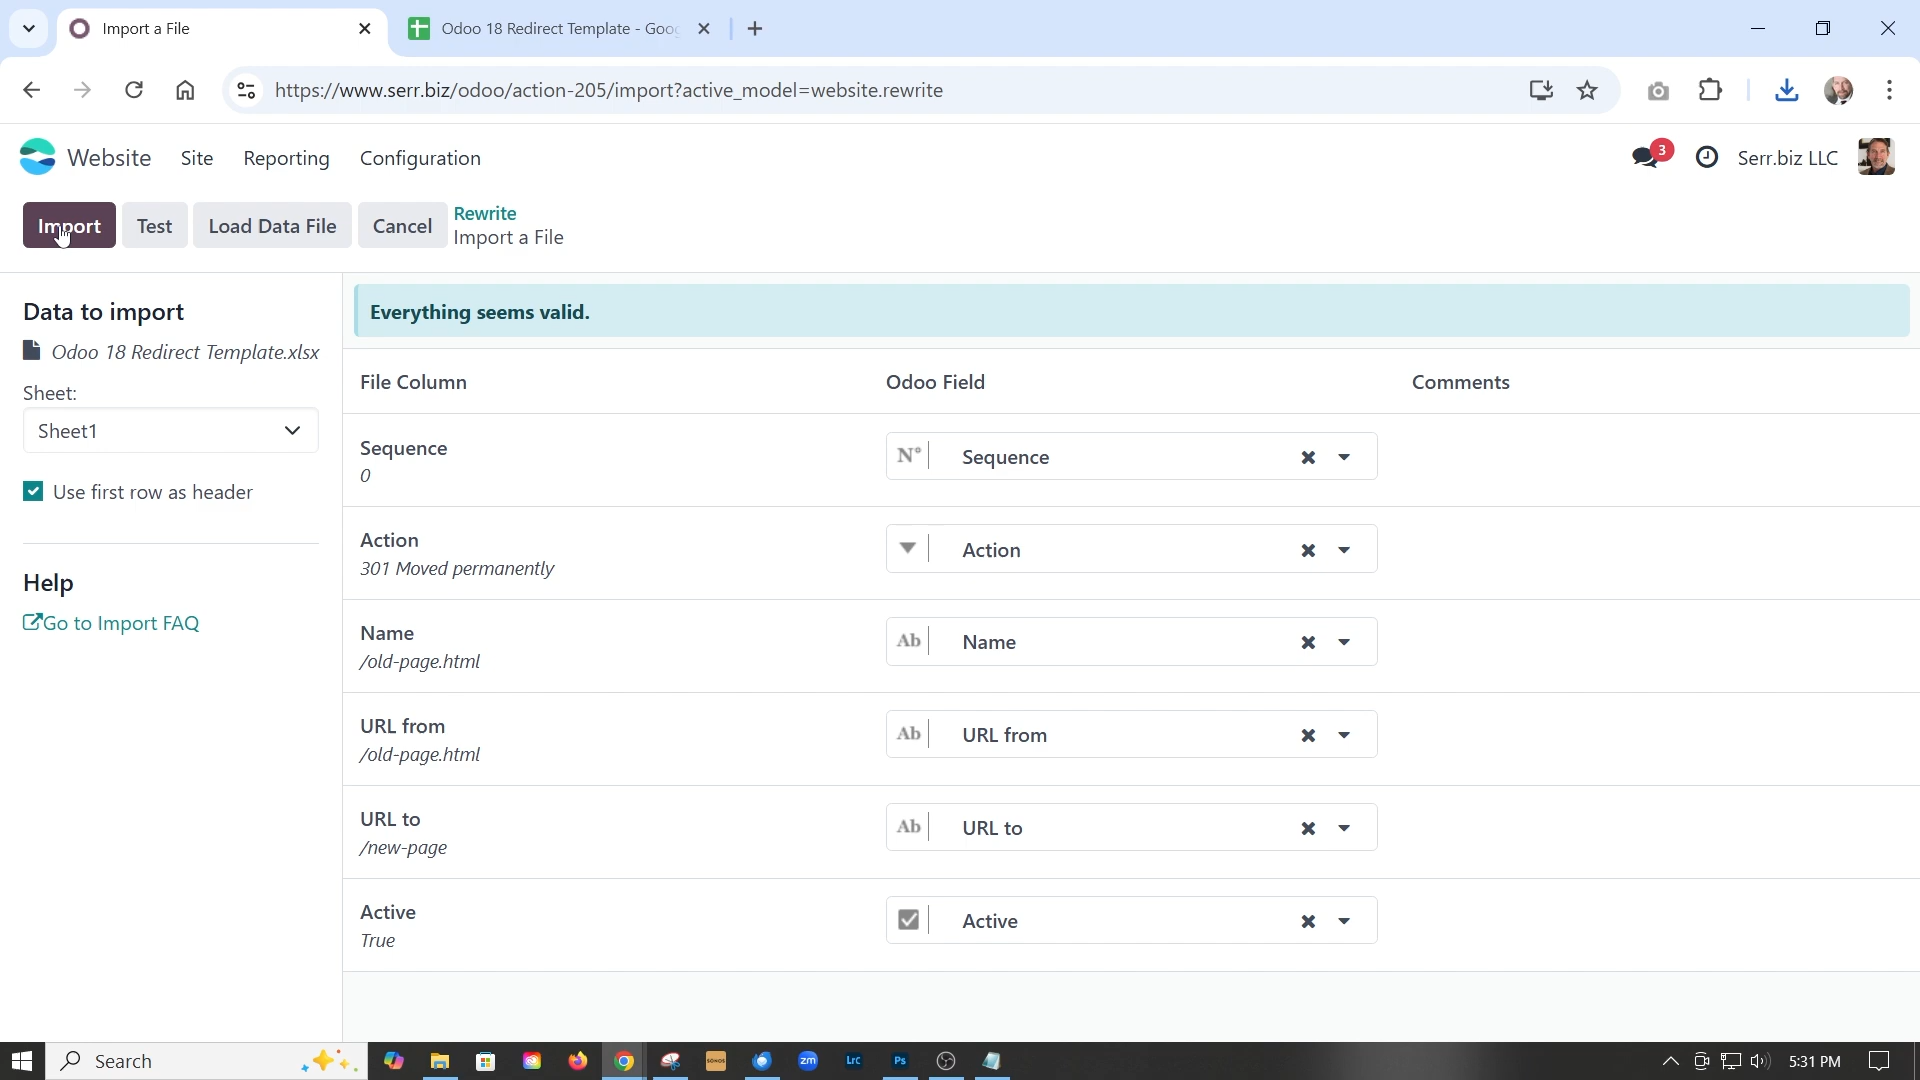 Import a File
Odoo 18 Redirect Template - Goo
https://www.serr.biz/odoo/action-205/import?active_model=website.rewrite
Website Site Reporting Configuration
3
Serr.biz LLC
Import Test Load Data File Cancel
Rewrite
Import a File
Data to import
Odoo 18 Redirect Template.xlsx
Sheet:
Sheet1
Use first row as header
Help
Go to Import FAQ
Everything seems valid.
File Column Odoo Field Comments
Sequence
0
N° Sequence
Action
301 Moved permanently
Action
Name
/old-page.html
Ab Name
URL from
/old-page.html
Ab URL from
URL to
/new-page
Ab URL to
Active
True
Active
Search
SONOS
zm
LrC
Ps
5:31 PM